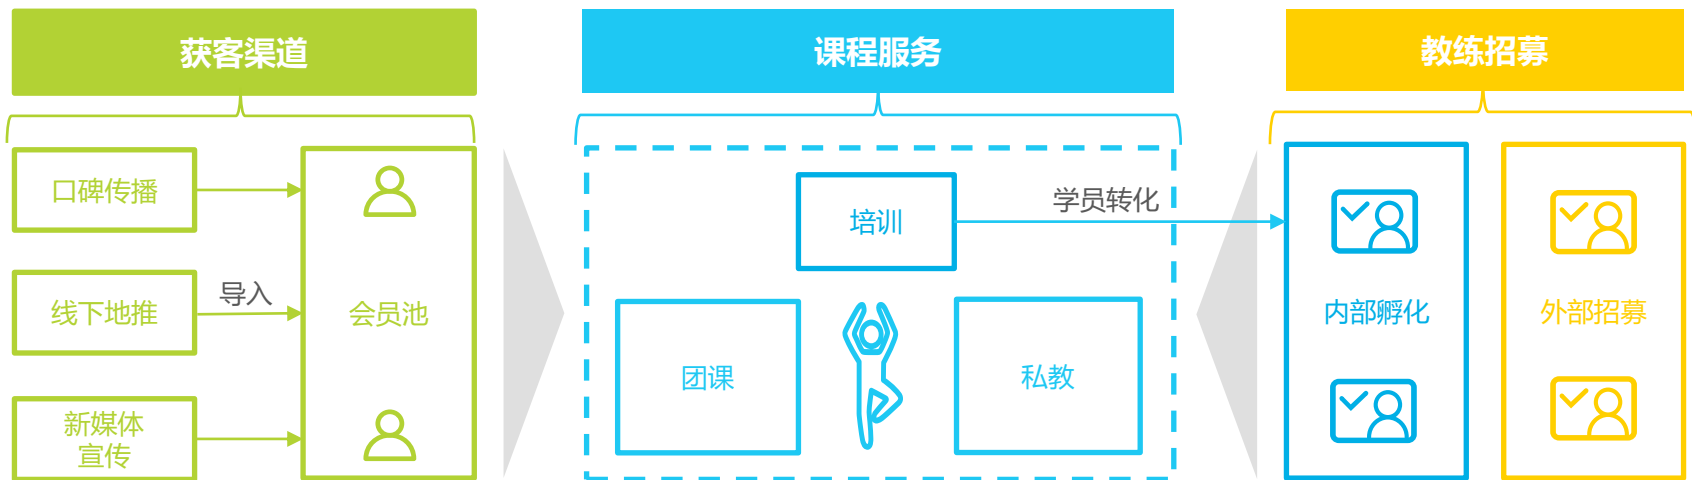 获客渠道
课程服务
教练招募
口碑传播
线下地推
新媒体
宣传
导入
会员池
培训
团课
私教
学员转化
内部孵化
外部招募